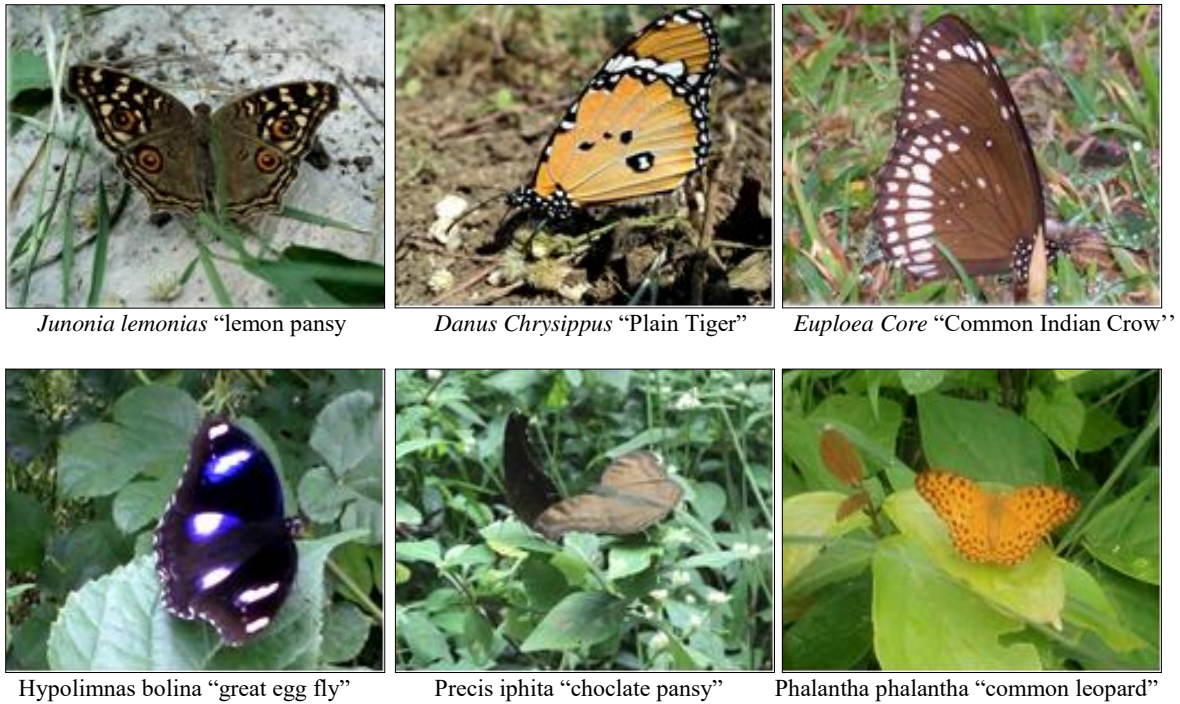 Junonia lemonias “lemon pansy
Danus Chrysippus “Plain Tiger”
Euploea Core “Common Indian Crow’’
Hypolimnas bolina “great egg fly”
Precis iphita “choclate pansy”
Phalantha phalantha “common leopard”